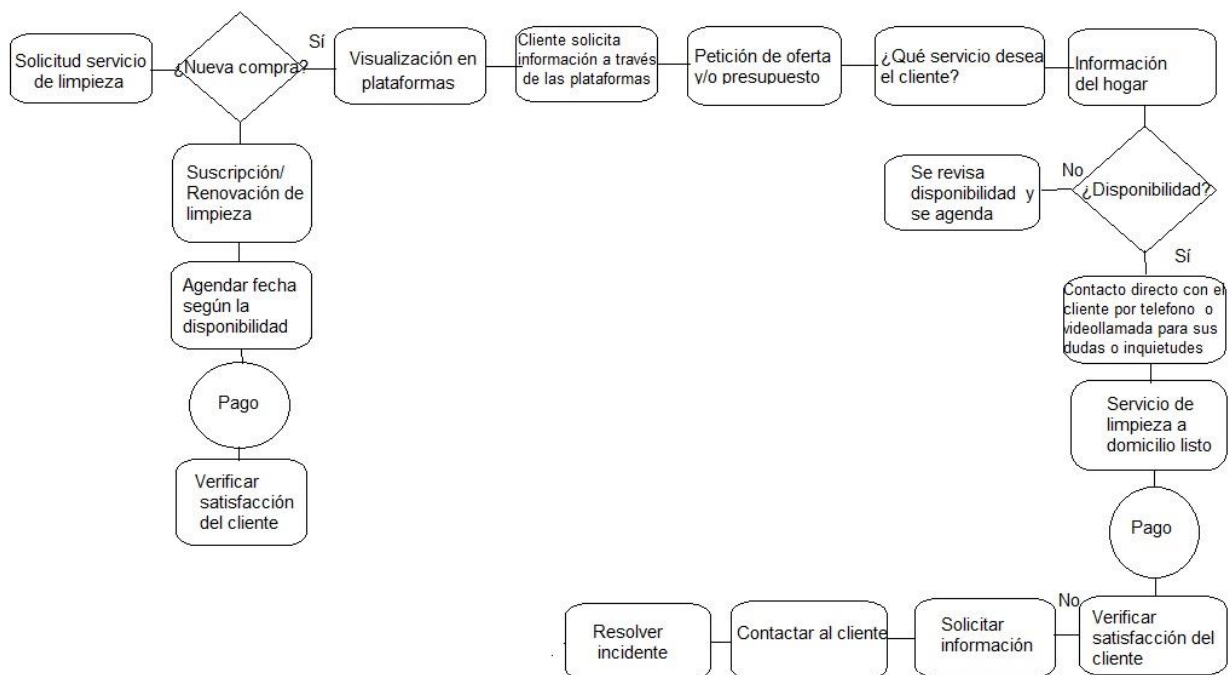 Solicitud servicio
de limpieza
¿Nueva compra?
Sí
Visualización en
plataformas
Cliente solicita
información a través
de las plataformas
Petición de oferta
y/o presupuesto
¿Qué servicio desea
el cliente?
Información
del hogar
Suscripción/
Renovación de
limpieza
Agendar fecha
según la
disponibilidad
Pago
Verificar
satisfacción
del cliente
¿Disponibilidad?
No
Se revisa
disponibilidad y
se agenda
Sí
Contacto directo con el
cliente por telefono o
videollamada para sus
dudas o inquietudes
Servicio de
limpieza a
domicilio listo
Pago
Verificar
satisfacción del
cliente
No
Solicitar
información
Contactar al cliente
Resolver
incidente